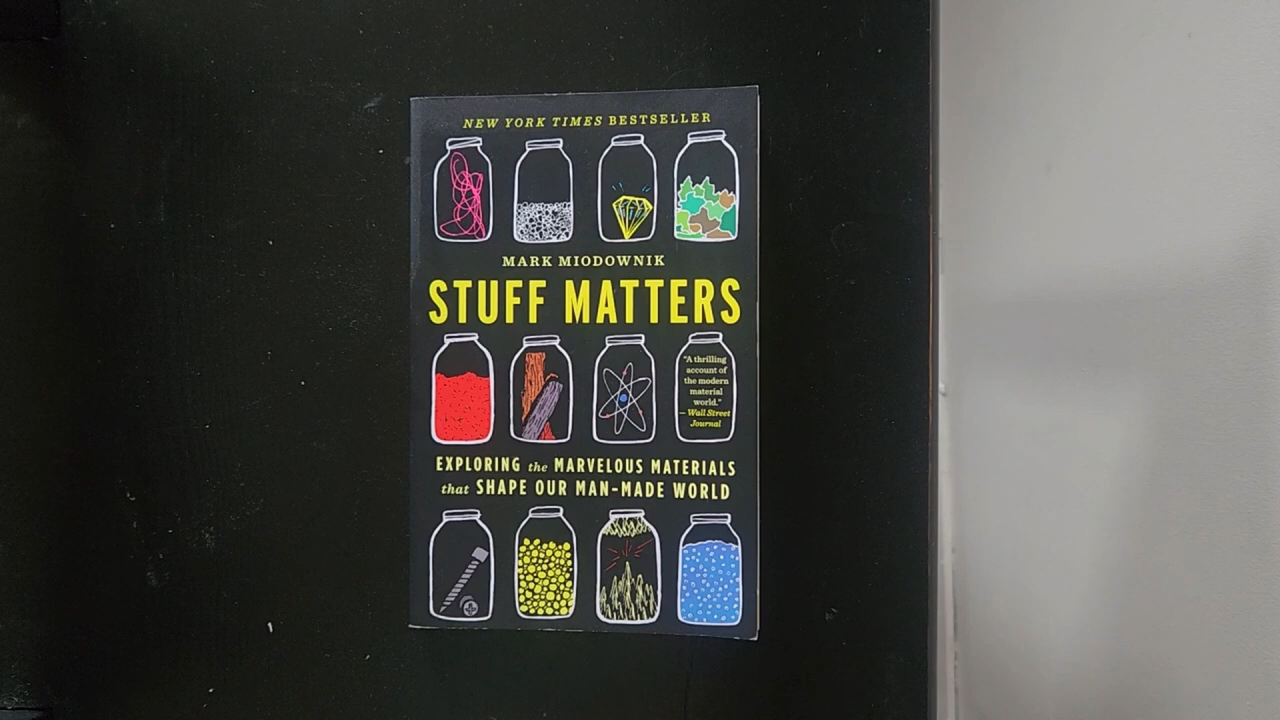 NEW YORK TIMES BESTSELLER
MARK MIODOWNIK
STUFF MATTERS
"A thrilling
account of
the modern
material
world."
— Wall Street
Journal
EXPLORING the MARVELOUS MATERIALS
that SHAPE OUR MAN-MADE WORLD